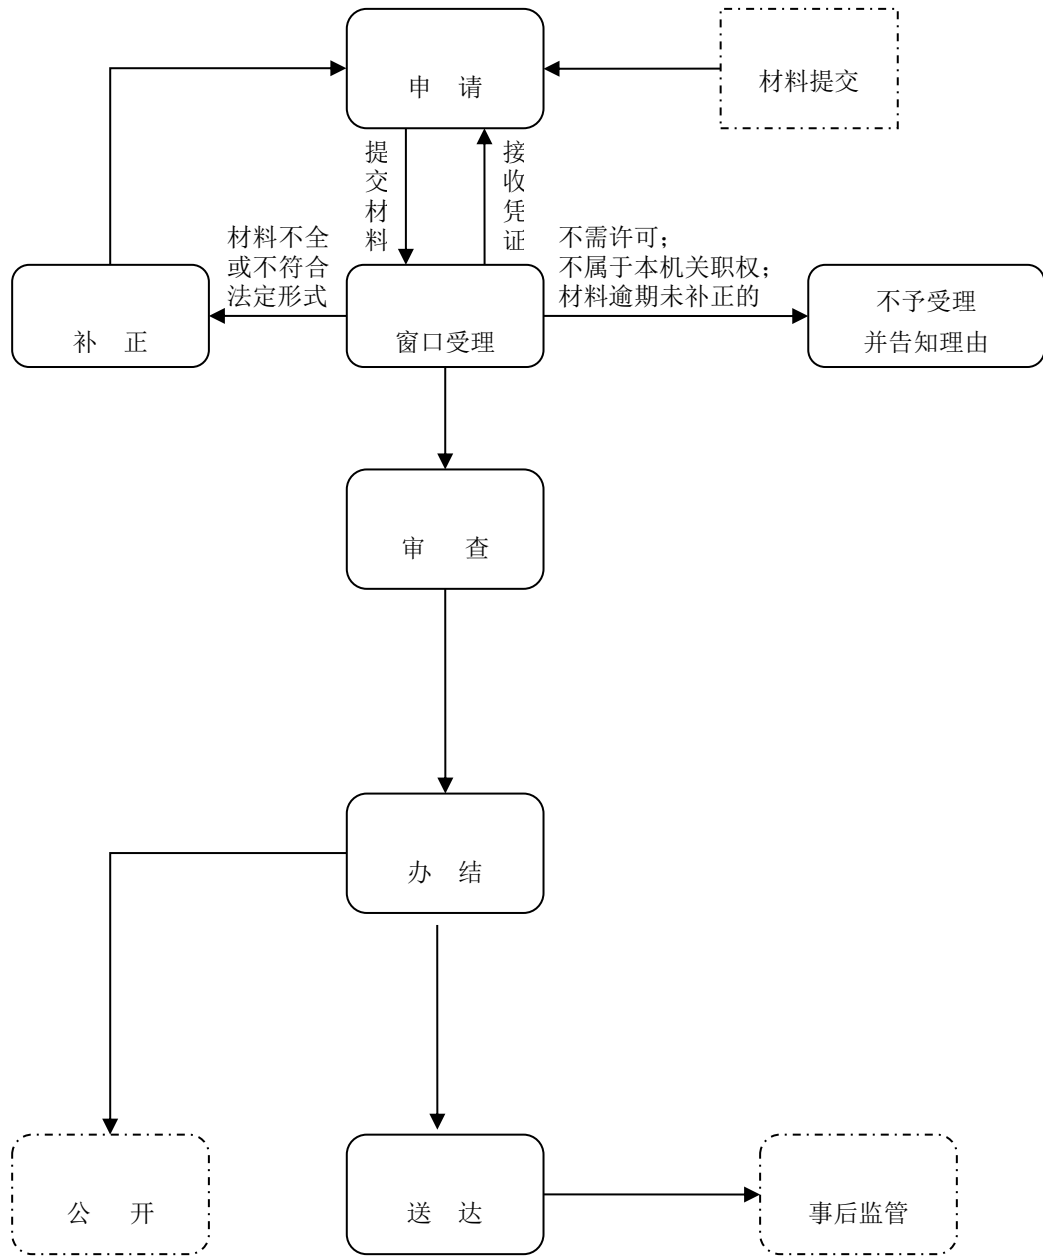 申 请
材料提交
提交材料
接收凭证
材料不全
或不符合
法定形式
不需许可；
不属于本机关职权；
材料逾期未补正的
补 正
窗口受理
不予受理
并告知理由
审 查
办 结
公 开
送 达
事后监管